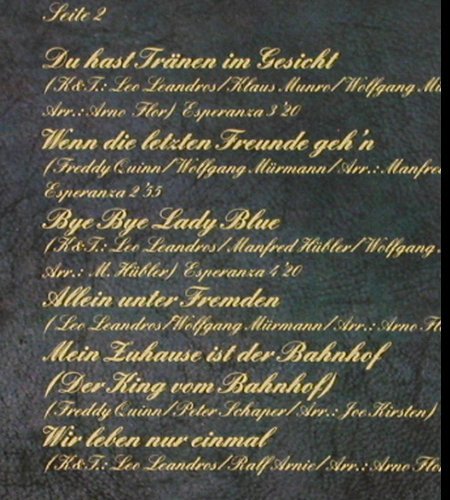 Seite 2
Du hast Tränen im Gesicht
(K&T.: Leo Leandros/Klaus Munro/Wolfgang
Arr.: Arno Flor) Esperanza 3'20
Wenn die letzten Freunde geh'n
(Freddy Quinn/Wolfgang Mürmann/Arr.: Manfred
Esperanza 2'55
Bye Bye Lady Blue
(K&T.: Leo Leandros/Manfred Hübler/Wolfgang
Arr.: M. Hübler) Esperanza 4'20
Allein unter Fremden
(Leo Leandros/Wolfgang Mürmann/Arr.: Arno
Mein Zuhause ist der Bahnhof
(Der King vom Bahnhof)
(Freddy Quinn/Peter Schaper/Arr.: Joe Kirsten)
Wir leben nur einmal
(K&T.: Leo Leandros/Ralf Arnie/Arr.: Arno Flor